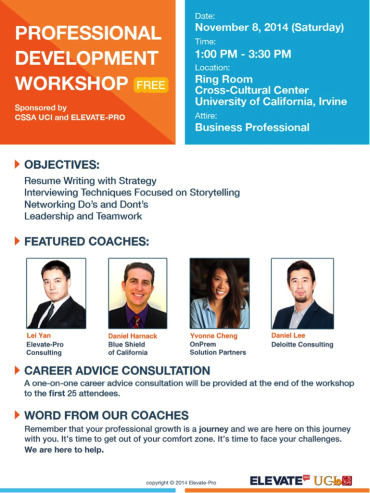 PROFESSIONAL
DEVELOPMENT
WORKSHOP FREE
Sponsored by
CSSA UCI and ELEVATE-PRO
Date:
November 8, 2014 (Saturday)
Time:
1:00 PM - 3:30 PM
Location:
Ring Room
Cross-Cultural Center
University of California, Irvine
Attire:
Business Professional
OBJECTIVES:
Resume Writing with Strategy
Interviewing Techniques Focused on Storytelling
Networking Do's and Dont's
Leadership and Teamwork
FEATURED COACHES:
Lei Yan
Elevate-Pro
Consulting
Daniel Harnack
Blue Shield
of California
Yvonne Cheng
OnPrem
Solution Partners
Daniel Lee
Deloitte Consulting
CAREER ADVICE CONSULTATION
A one-on-one career advice consultation will be provided at the end of the workshop
to the first 25 attendees.
WORD FROM OUR COACHES
Remember that your professional growth is a journey and we are here on this journey
with you. It's time to get out of your comfort zone. It's time to face your challenges.
We are here to help.
copyright © 2014 Elevate-Pro
ELEVATE